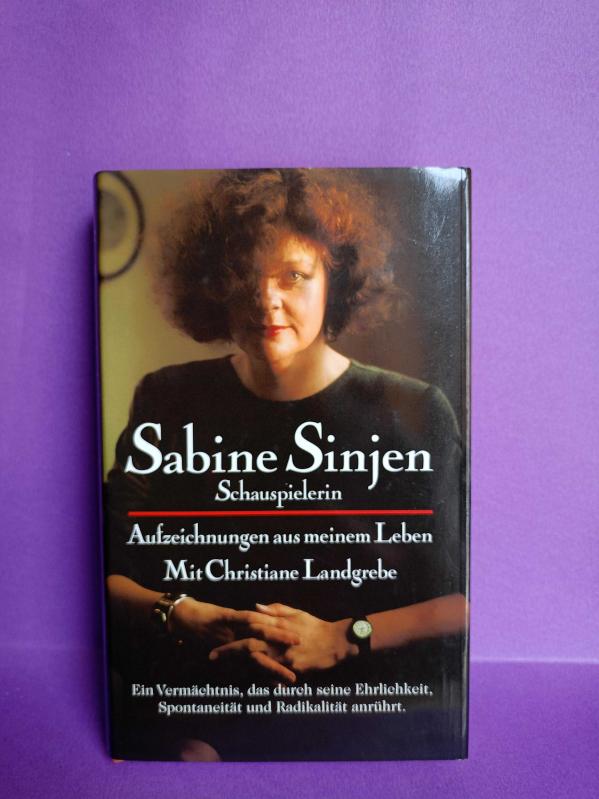 Sabine Sinjen
Schauspielerin
Aufzeichnungen aus meinem Leben
Mit Christiane Landgrebe
Ein Vermächtnis, das durch seine Ehrlichkeit,
Spontaneität und Radikalität anrührt.